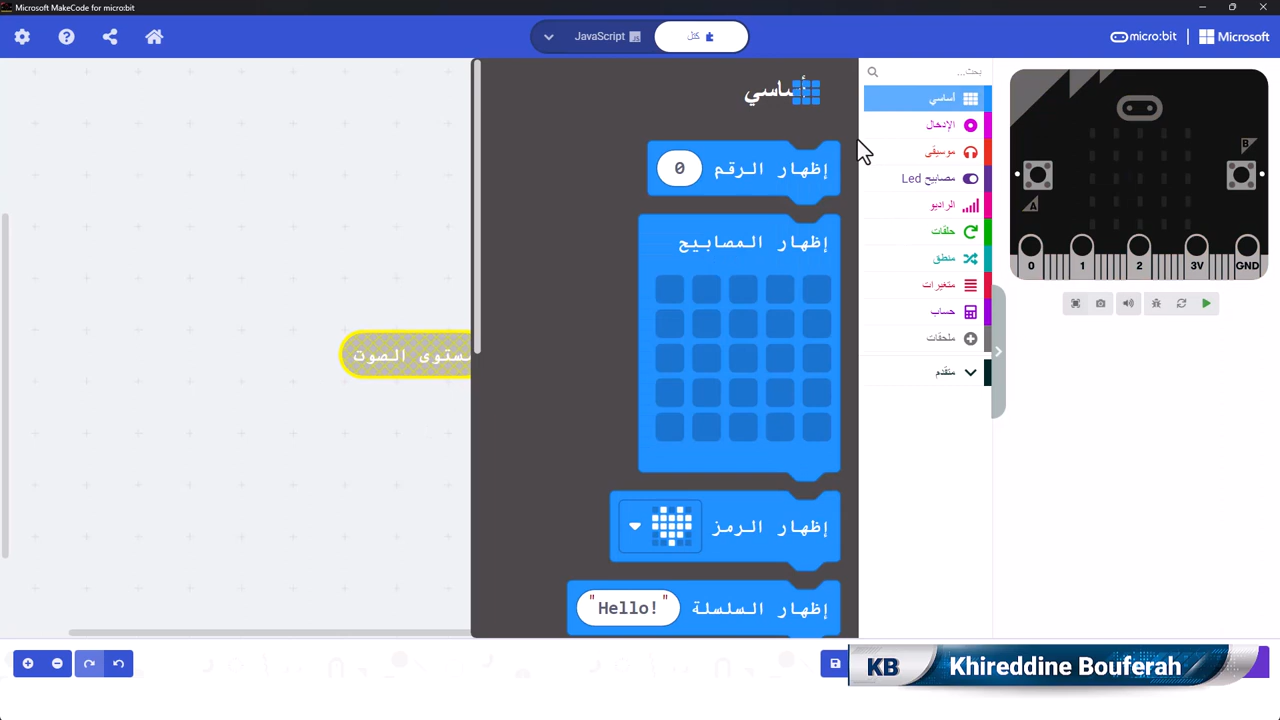 Microsoft MakeCode for micro:bit
JavaScript
كتل
micro:bit
Microsoft
أساسي
إظهار الرقم 0
إظهار المصابيح
إظهار الرمز
إظهار السلسلة "Hello!"
مستوى الصوت
بحث...
أساسي
الإدخال
موسيقى
مصابيح Led
الراديو
حلقات
منطق
متغيرات
حساب
ملحقات
متقدم
A
B
0
1
2
3V
GND
KB
Khireddine Bouferah